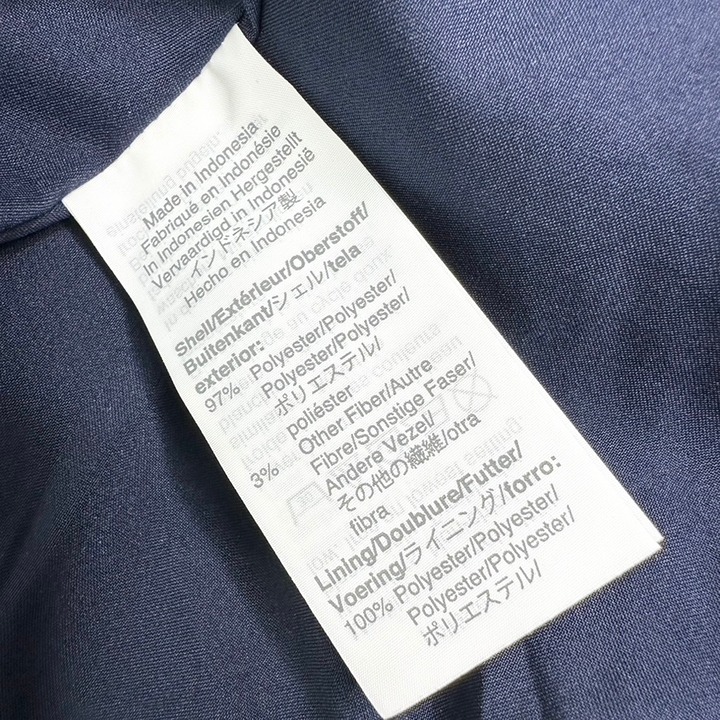 Made in Indonesia
Fabriqué en Indonésie
In Indonesien Hergestellt
Vervaardigd in Indonesië
インドネシア製
Hecho en Indonesia
Shell/Extérieur/Oberstoff/
Buitenkant/シェル/tela
exterior:
97% Polyester/Polyester/
Polyester/Polyester/
ポリエステル/
poliéster
3% Other Fiber/Autre
Fibre/Sonstige Faser/
Andere Vezel/
その他の繊維/otra
fibra
Lining/Doublure/Futter/
Voering/ライニング/forro:
100% Polyester/Polyester/
Polyester/Polyester/
ポリエステル/